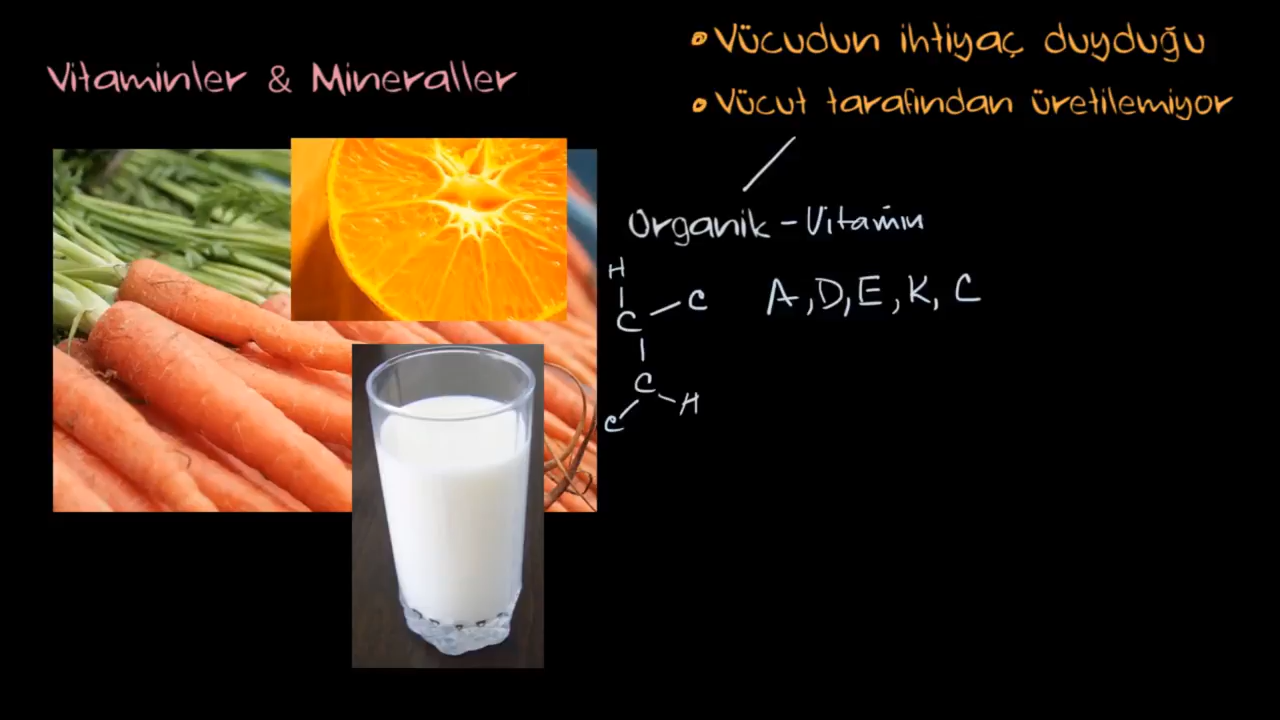 Vitaminler & Mineraller
• Vücudun ihtiyaç duyduğu
• Vücut tarafından üretilemiyor
Organik - Vitamin
A, D, E, K, C
H
C - C
C
C - H